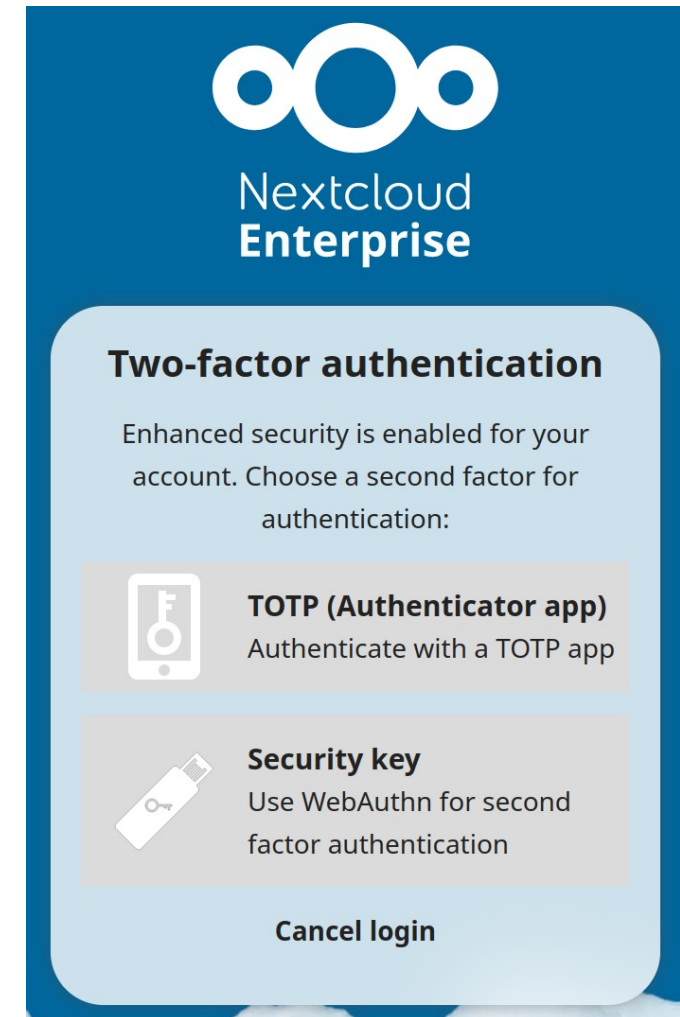 Nextcloud
Enterprise
Two-factor authentication
Enhanced security is enabled for your
account. Choose a second factor for
authentication:
TOTP (Authenticator app)
Authenticate with a TOTP app
Security key
Use WebAuthn for second
factor authentication
Cancel login